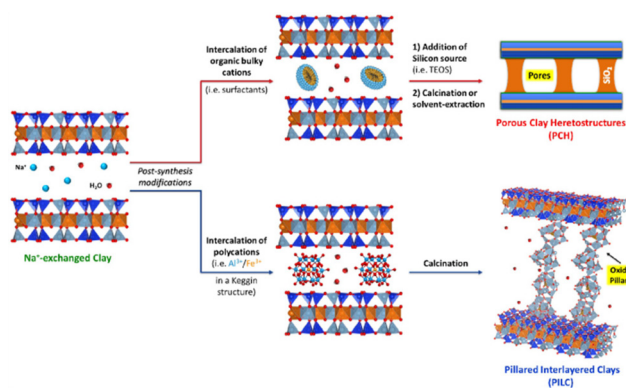 Intercalation of
organic bulky
cations
(i.e. surfactants)
1) Addition of
Silicon source
(i.e. TEOS)
2) Calcination or
solvent-extraction
Pores
SiO₂
Porous Clay Heretostructures
(PCH)
Na⁺
H₂O
Post-synthesis
modifications
Na⁺-exchanged Clay
Intercalation of
polycations
(i.e. Al³⁺/Fe³⁺
in a Keggin
structure)
Calcination
Oxid
Pillar
Pillared Interlayered Clays
(PILC)